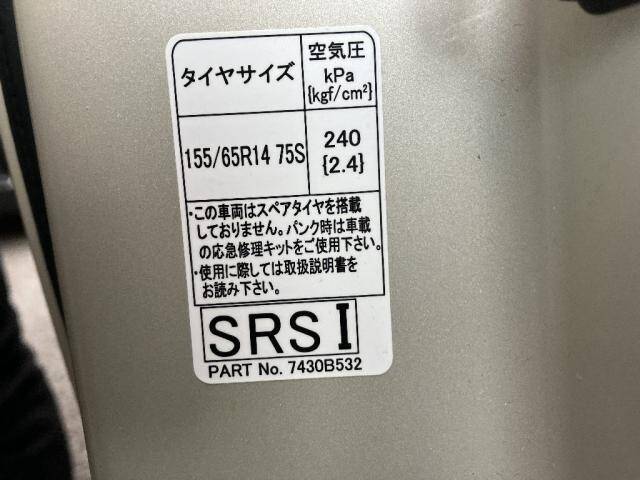 タイヤサイズ
空気圧
kPa
{kgf/cm²}
155/65R14 75S
240
{2.4}
・この車両はスペアタイヤを搭載
しておりません。パンク時は車載
の応急修理キットをご使用下さい。
・使用に際しては取扱説明書を
お読み下さい。
SRS I
PART No. 7430B532